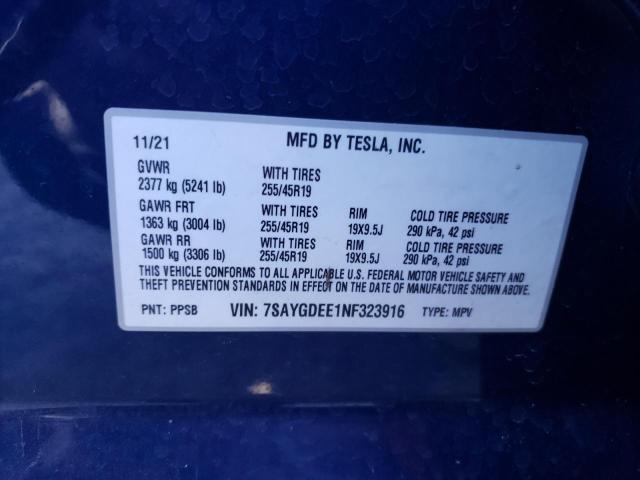 11/21 MFD BY TESLA, INC.
GVWR WITH TIRES
2377 kg (5241 lb) 255/45R19
GAWR FRT WITH TIRES RIM COLD TIRE PRESSURE
1363 kg (3004 lb) 255/45R19 19X9.5J 290 kPa, 42 psi
GAWR RR WITH TIRES RIM COLD TIRE PRESSURE
1500 kg (3306 lb) 255/45R19 19X9.5J 290 kPa, 42 psi
THIS VEHICLE CONFORMS TO ALL APPLICABLE U.S. FEDERAL MOTOR VEHICLE SAFETY AND
THEFT PREVENTION STANDARDS IN EFFECT ON THE DATE OF MANUFACTURE SHOWN ABOVE.
PNT: PPSB VIN: 7SAYGDEE1NF323916 TYPE: MPV